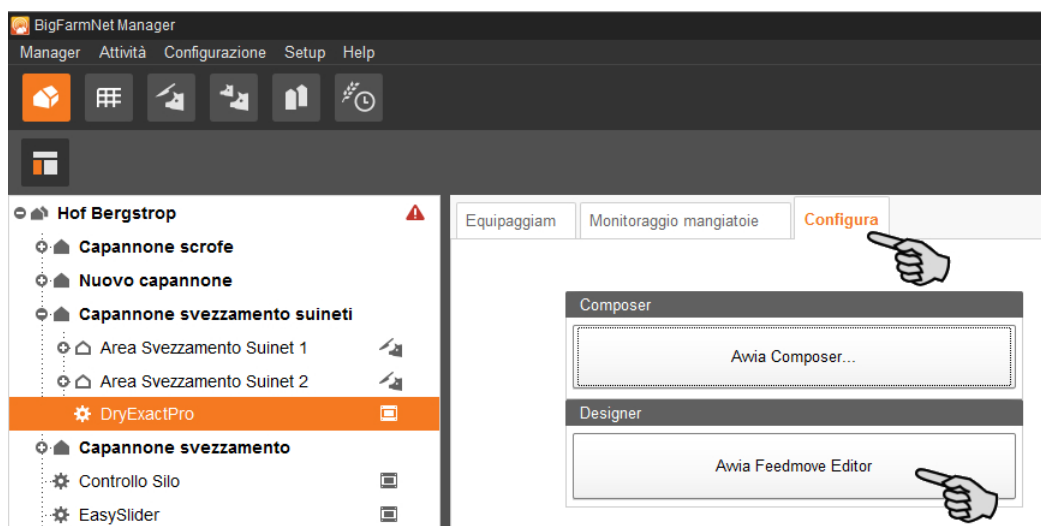 BigFarmNet Manager
Manager Attività Configurazione Setup Help
Hof Bergstrop
Capannone scrofe
Nuovo capannone
Capannone svezzamento suineti
Area Svezzamento Suinet 1
Area Svezzamento Suinet 2
DryExactPro
Capannone svezzamento
Controllo Silo
EasySlider
Equipaggiam Monitoraggio mangiatoie Configura
Composer
Avvia Composer...
Designer
Avvia Feedmove Editor